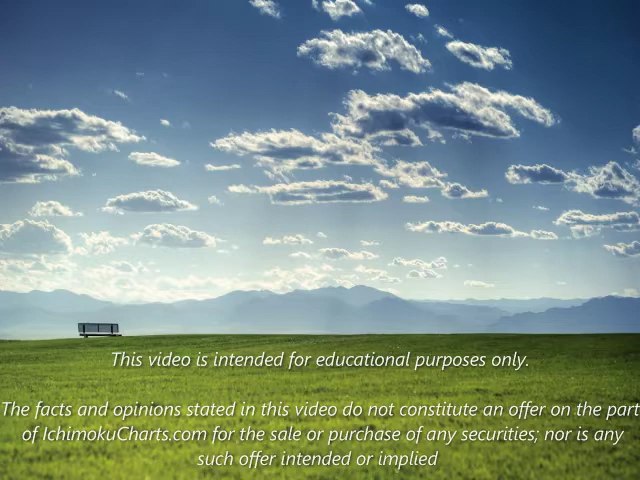 This video is intended for educational purposes only.
The facts and opinions stated in this video do not constitute an offer on the part
of IchimokuCharts.com for the sale or purchase of any securities; nor is any
such offer intended or implied